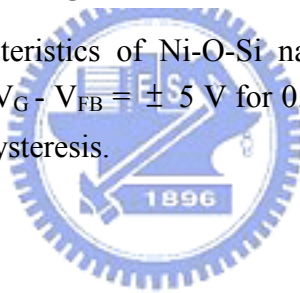 teristics of Ni-O-Si na
V_G - V_FB = ± 5 V for 0.
ysteresis.
1896